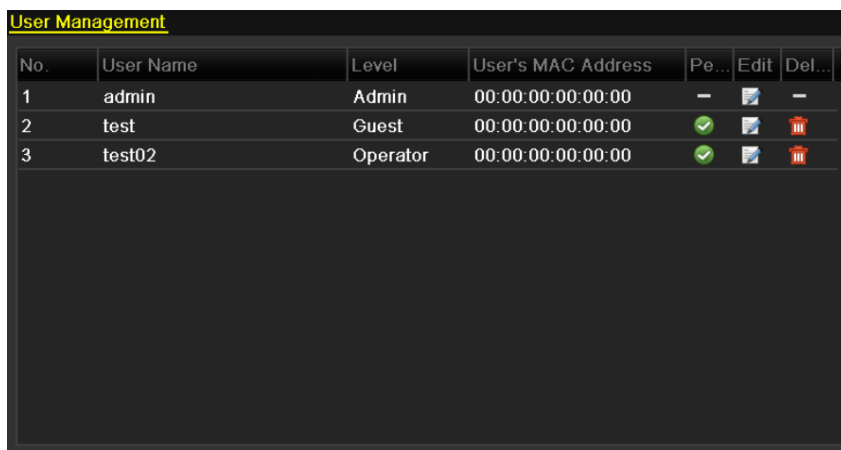 User Management
No. User Name Level User's MAC Address Pe... Edit Del...
1 admin Admin 00:00:00:00:00:00 –
2 test Guest 00:00:00:00:00:00
3 test02 Operator 00:00:00:00:00:00